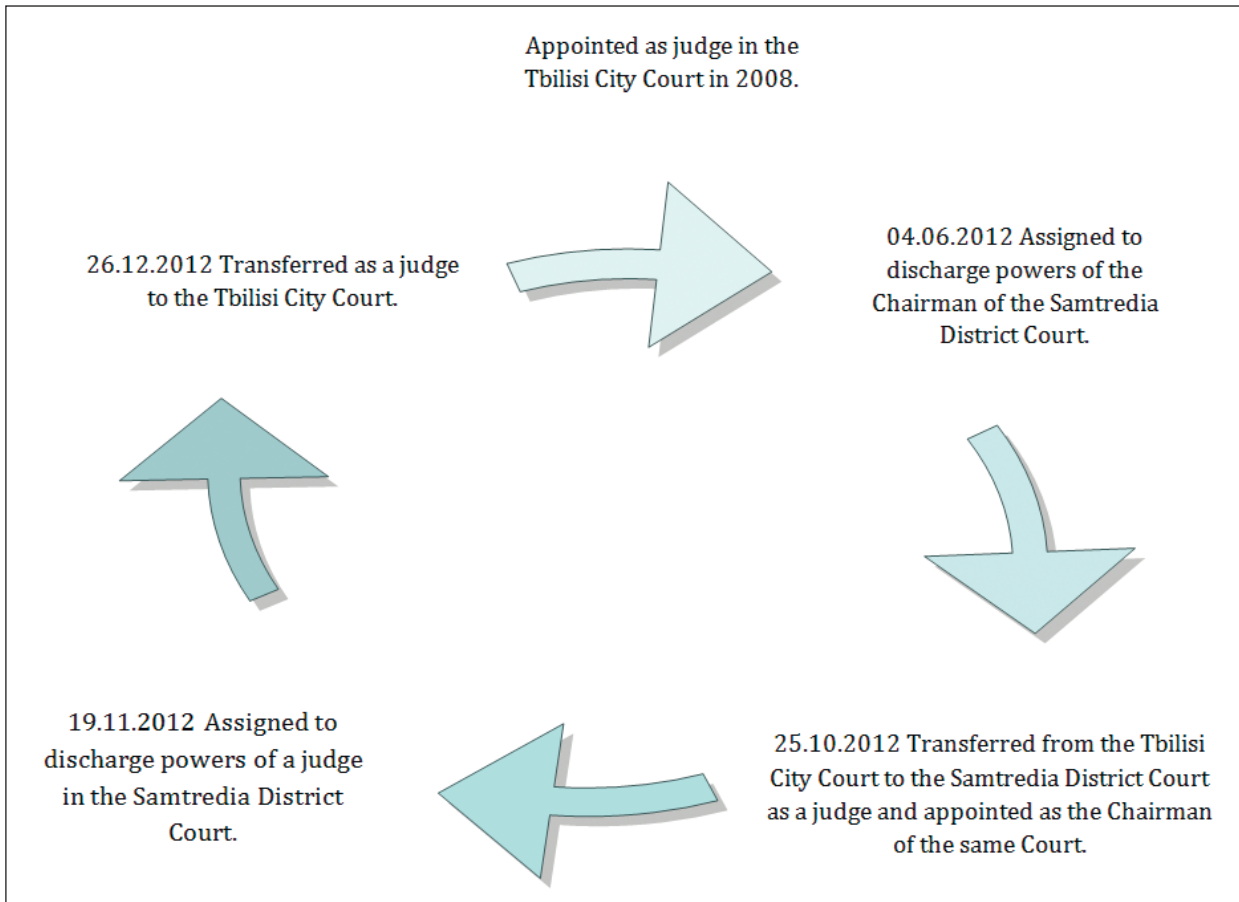 Appointed as judge in the
Tbilisi City Court in 2008.
04.06.2012 Assigned to
discharge powers of the
Chairman of the Samtredia
District Court.
25.10.2012 Transferred from the Tbilisi
City Court to the Samtredia District Court
as a judge and appointed as the Chairman
of the same Court.
19.11.2012 Assigned to
discharge powers of a judge
in the Samtredia District
Court.
26.12.2012 Transferred as a judge
to the Tbilisi City Court.